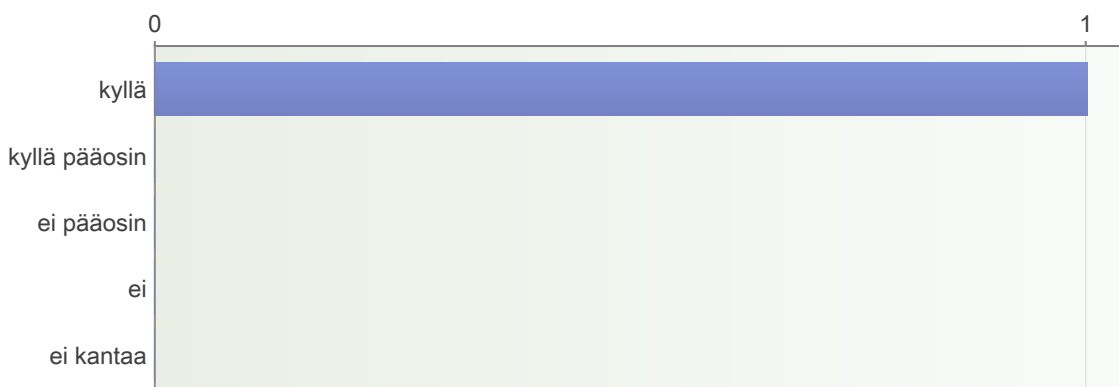 0 1
kyllä
kyllä pääosin
ei pääosin
ei
ei kantaa